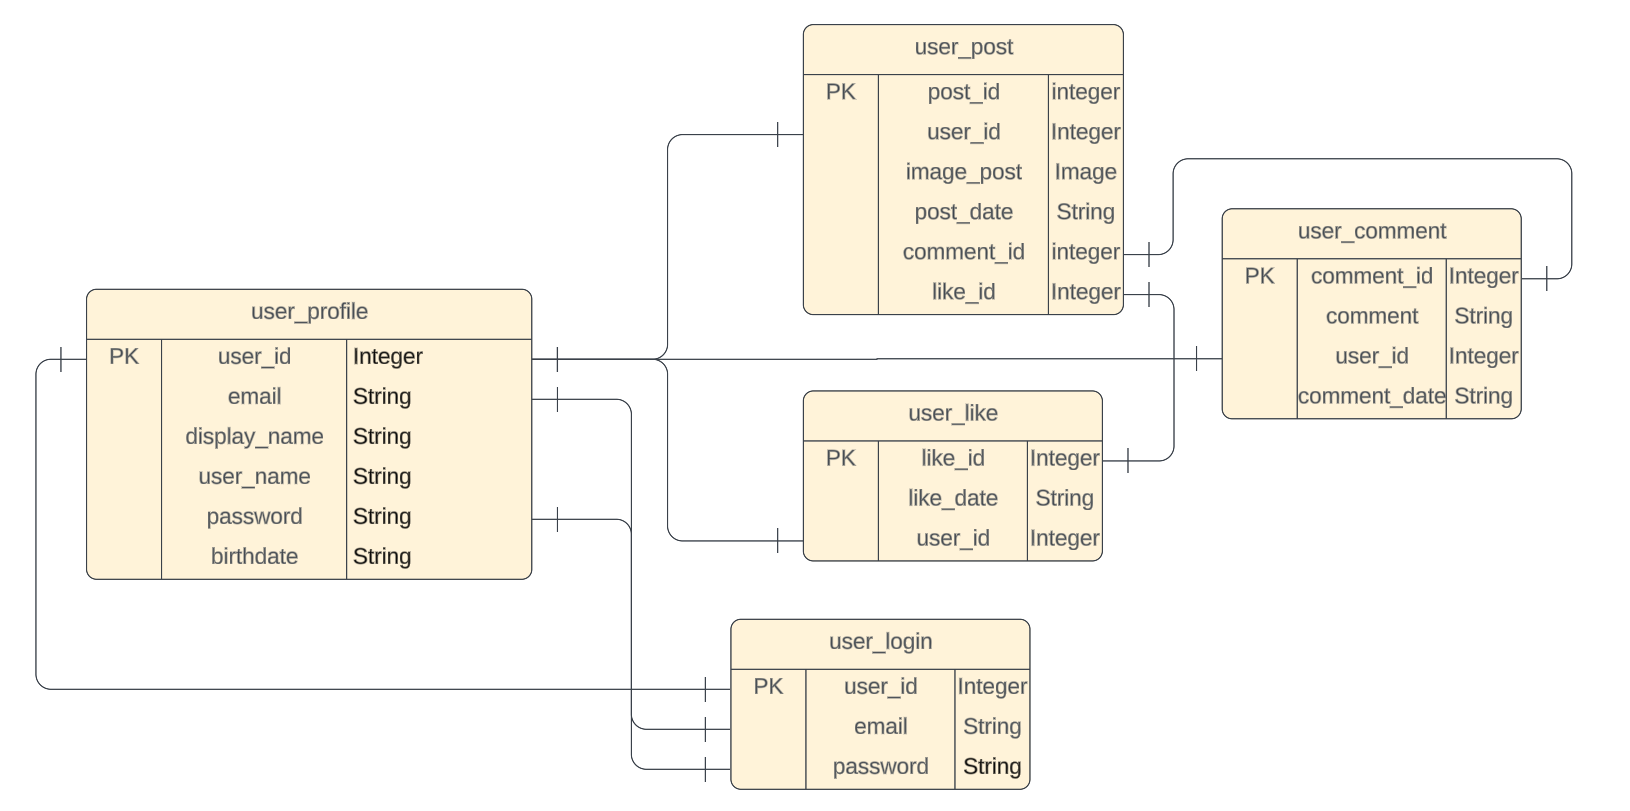 user_post
PK post_id integer
user_id Integer
image_post Image
post_date String
comment_id integer
like_id Integer
user_comment
PK comment_id Integer
comment String
user_id Integer
comment_date String
user_profile
PK user_id Integer
email String
display_name String
user_name String
password String
birthdate String
user_like
PK like_id Integer
like_date String
user_id Integer
user_login
PK user_id Integer
email String
password String